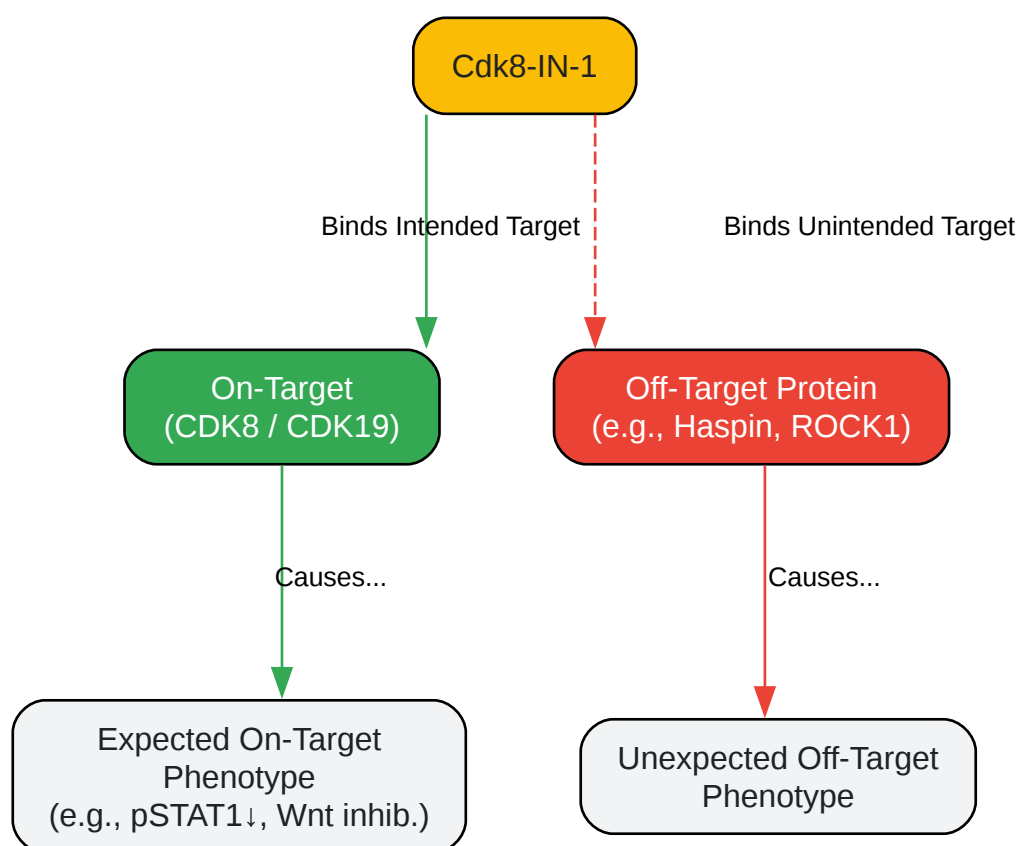 Cdk8-IN-1
Binds Intended Target
Binds Unintended Target
On-Target
(CDK8 / CDK19)
Off-Target Protein
(e.g., Haspin, ROCK1)
Causes...
Causes...
Expected On-Target
Phenotype
(e.g., pSTAT1↓, Wnt inhib.)
Unexpected Off-Target
Phenotype